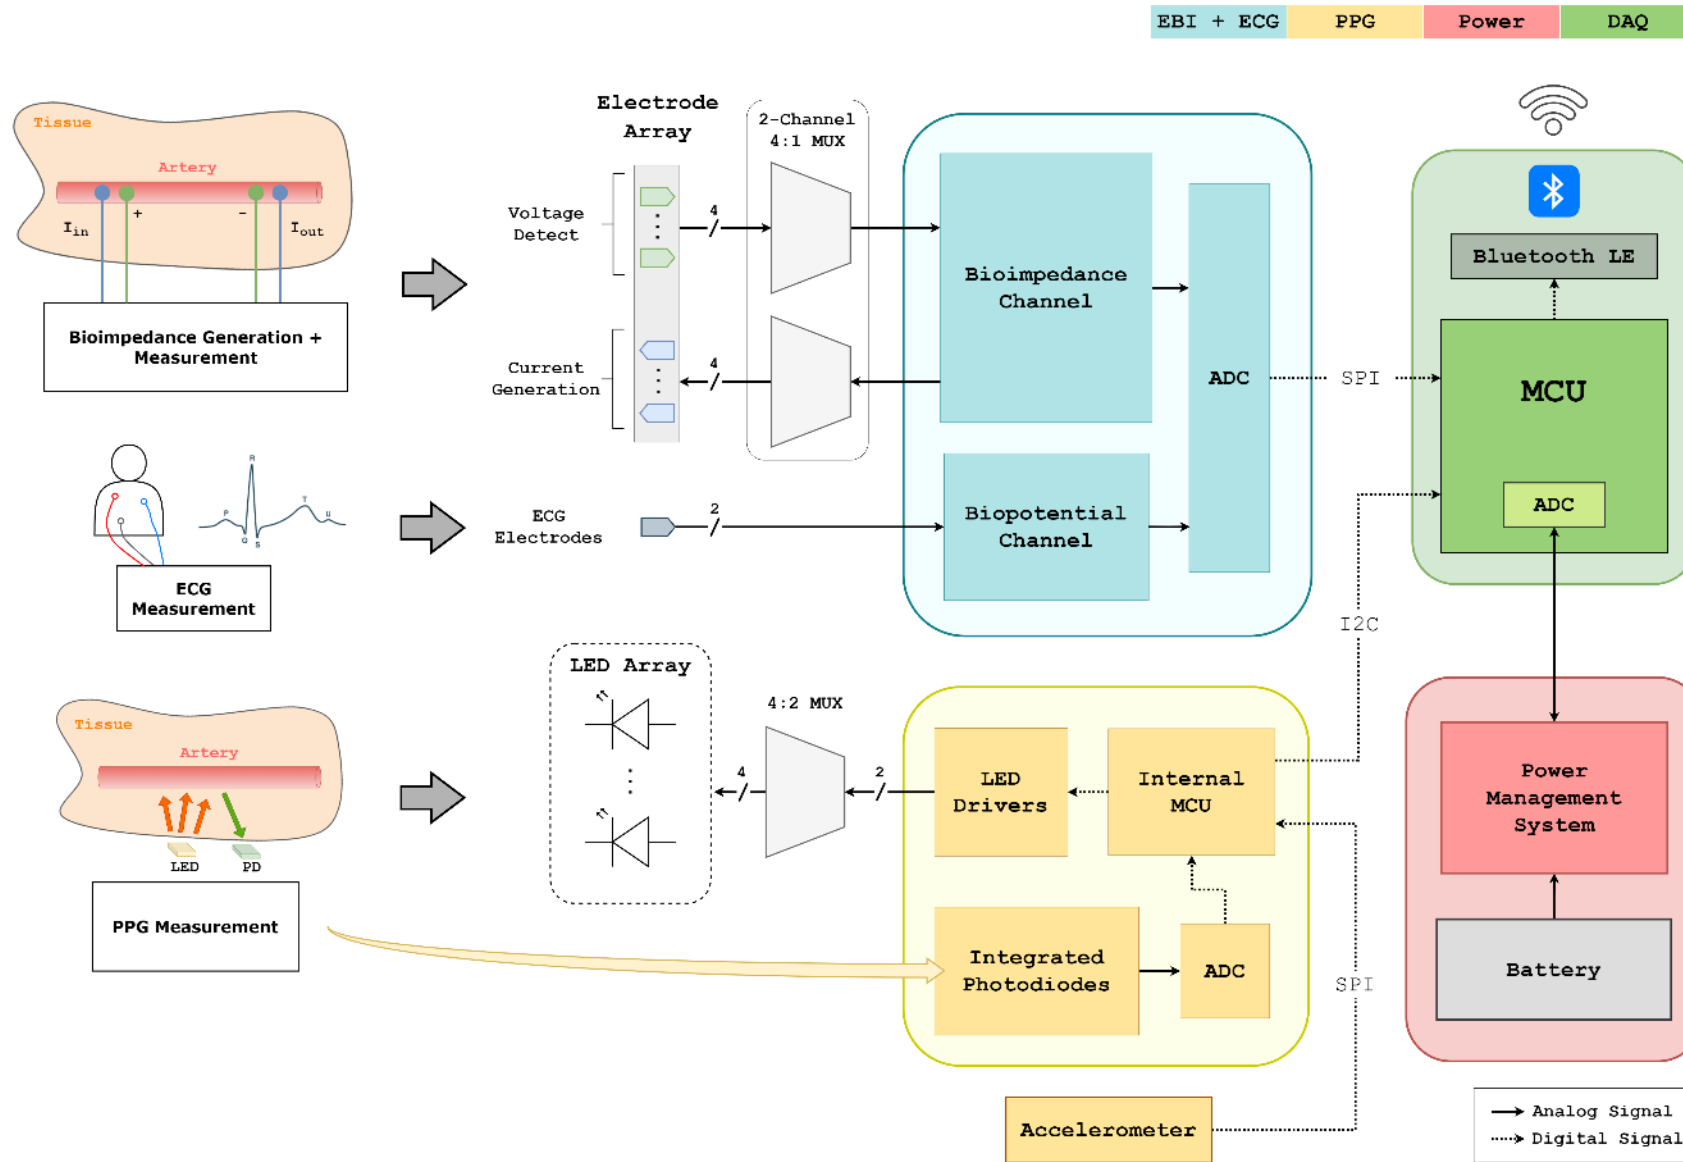 EBI + ECG PPG Power DAQ
Tissue
Artery
+ -
I_in I_out
Bioimpedance Generation +
Measurement
Electrode
Array
2-Channel
4:1 MUX
Voltage
Detect
4
Current
Generation
4
Bioimpedance
Channel
ADC
SPI
Bluetooth LE
MCU
ADC
R
P
Q
S
T
U
ECG
Measurement
ECG
Electrodes
2
Biopotential
Channel
I2C
Tissue
Artery
LED PD
PPG Measurement
LED Array
4:2 MUX
4
2
LED
Drivers
Internal
MCU
Integrated
Photodiodes
ADC
SPI
Accelerometer
Power
Management
System
Battery
Analog Signal
Digital Signal